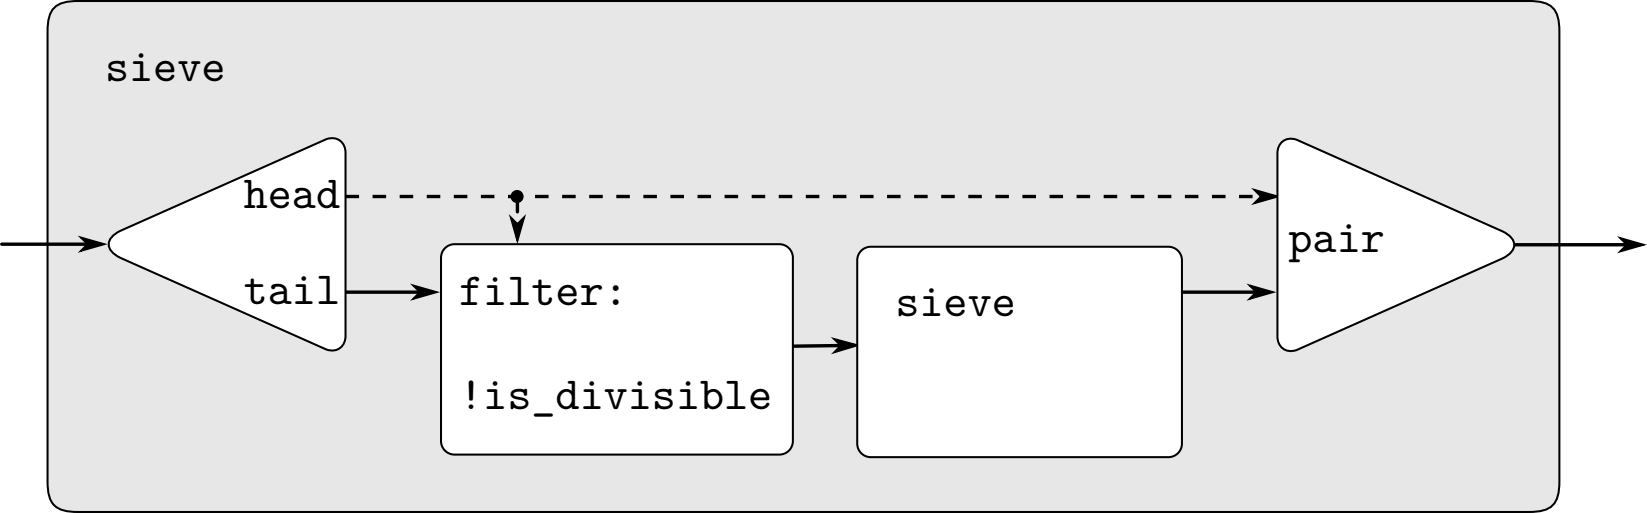 sieve
head
tail
filter:
!is_divisible
sieve
pair